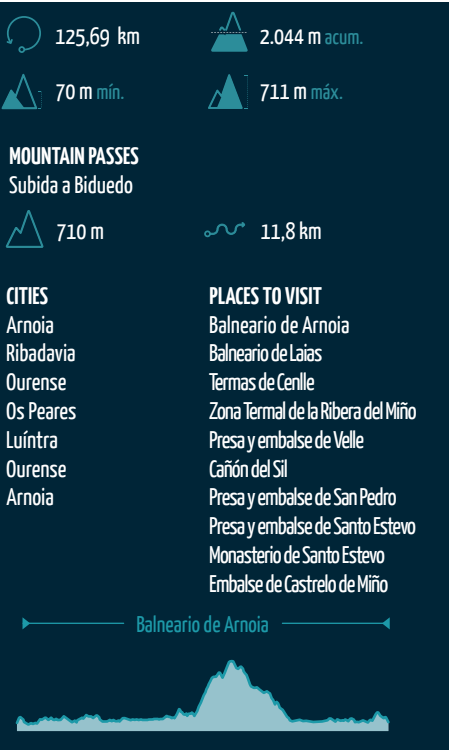 125,69 km
2.044 m acum.
70 m mín.
711 m máx.
MOUNTAIN PASSES
Subida a Biduedo
710 m
11,8 km
CITIES
Arnoia
Ribadavia
Ourense
Os Peares
Luíntra
Ourense
Arnoia
PLACES TO VISIT
Balneario de Arnoia
Balneario de Laias
Termas de Cenlle
Zona Termal de la Ribera del Miño
Presa y embalse de Velle
Cañón del Sil
Presa y embalse de San Pedro
Presa y embalse de Santo Estevo
Monasterio de Santo Estevo
Embalse de Castrelo de Miño
Balneario de Arnoia